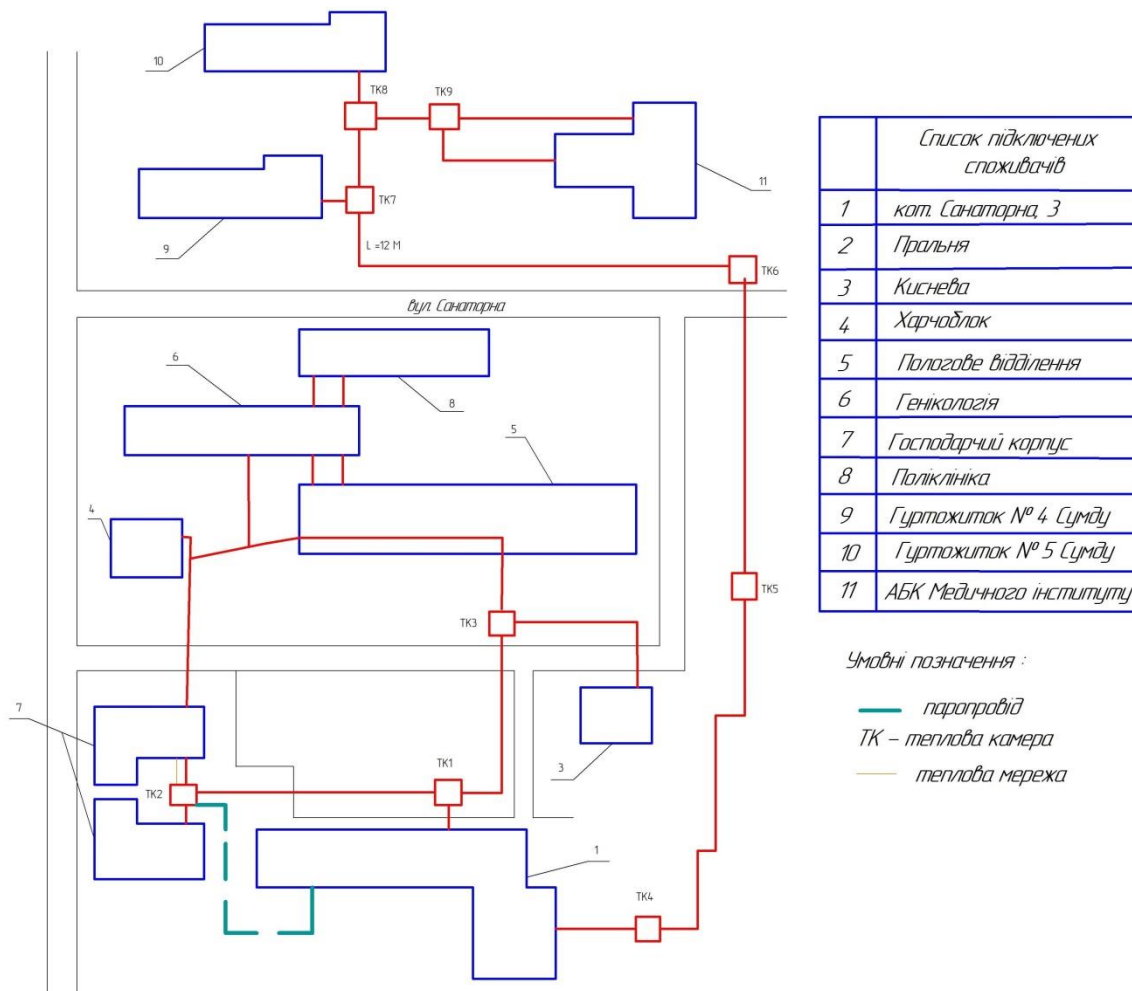 10
ТК8
ТК9
11
ТК7
9
L =12 М
ТК6
вул. Санаторна
6
8
5
4
ТК5
ТК3
7
3
ТК1
ТК2
1
ТК4
Список підключених
споживачів
1 кот. Санаторна, 3
2 Пральня
3 Киснева
4 Харчоблок
5 Пологове відділення
6 Генікологія
7 Господарчий корпус
8 Поліклініка
9 Гуртожиток № 4 Сумду
10 Гуртожиток № 5 Сумду
11 АБК Медичного інституту
Умовні позначення :
паропровід
ТК – теплова камера
теплова мережа